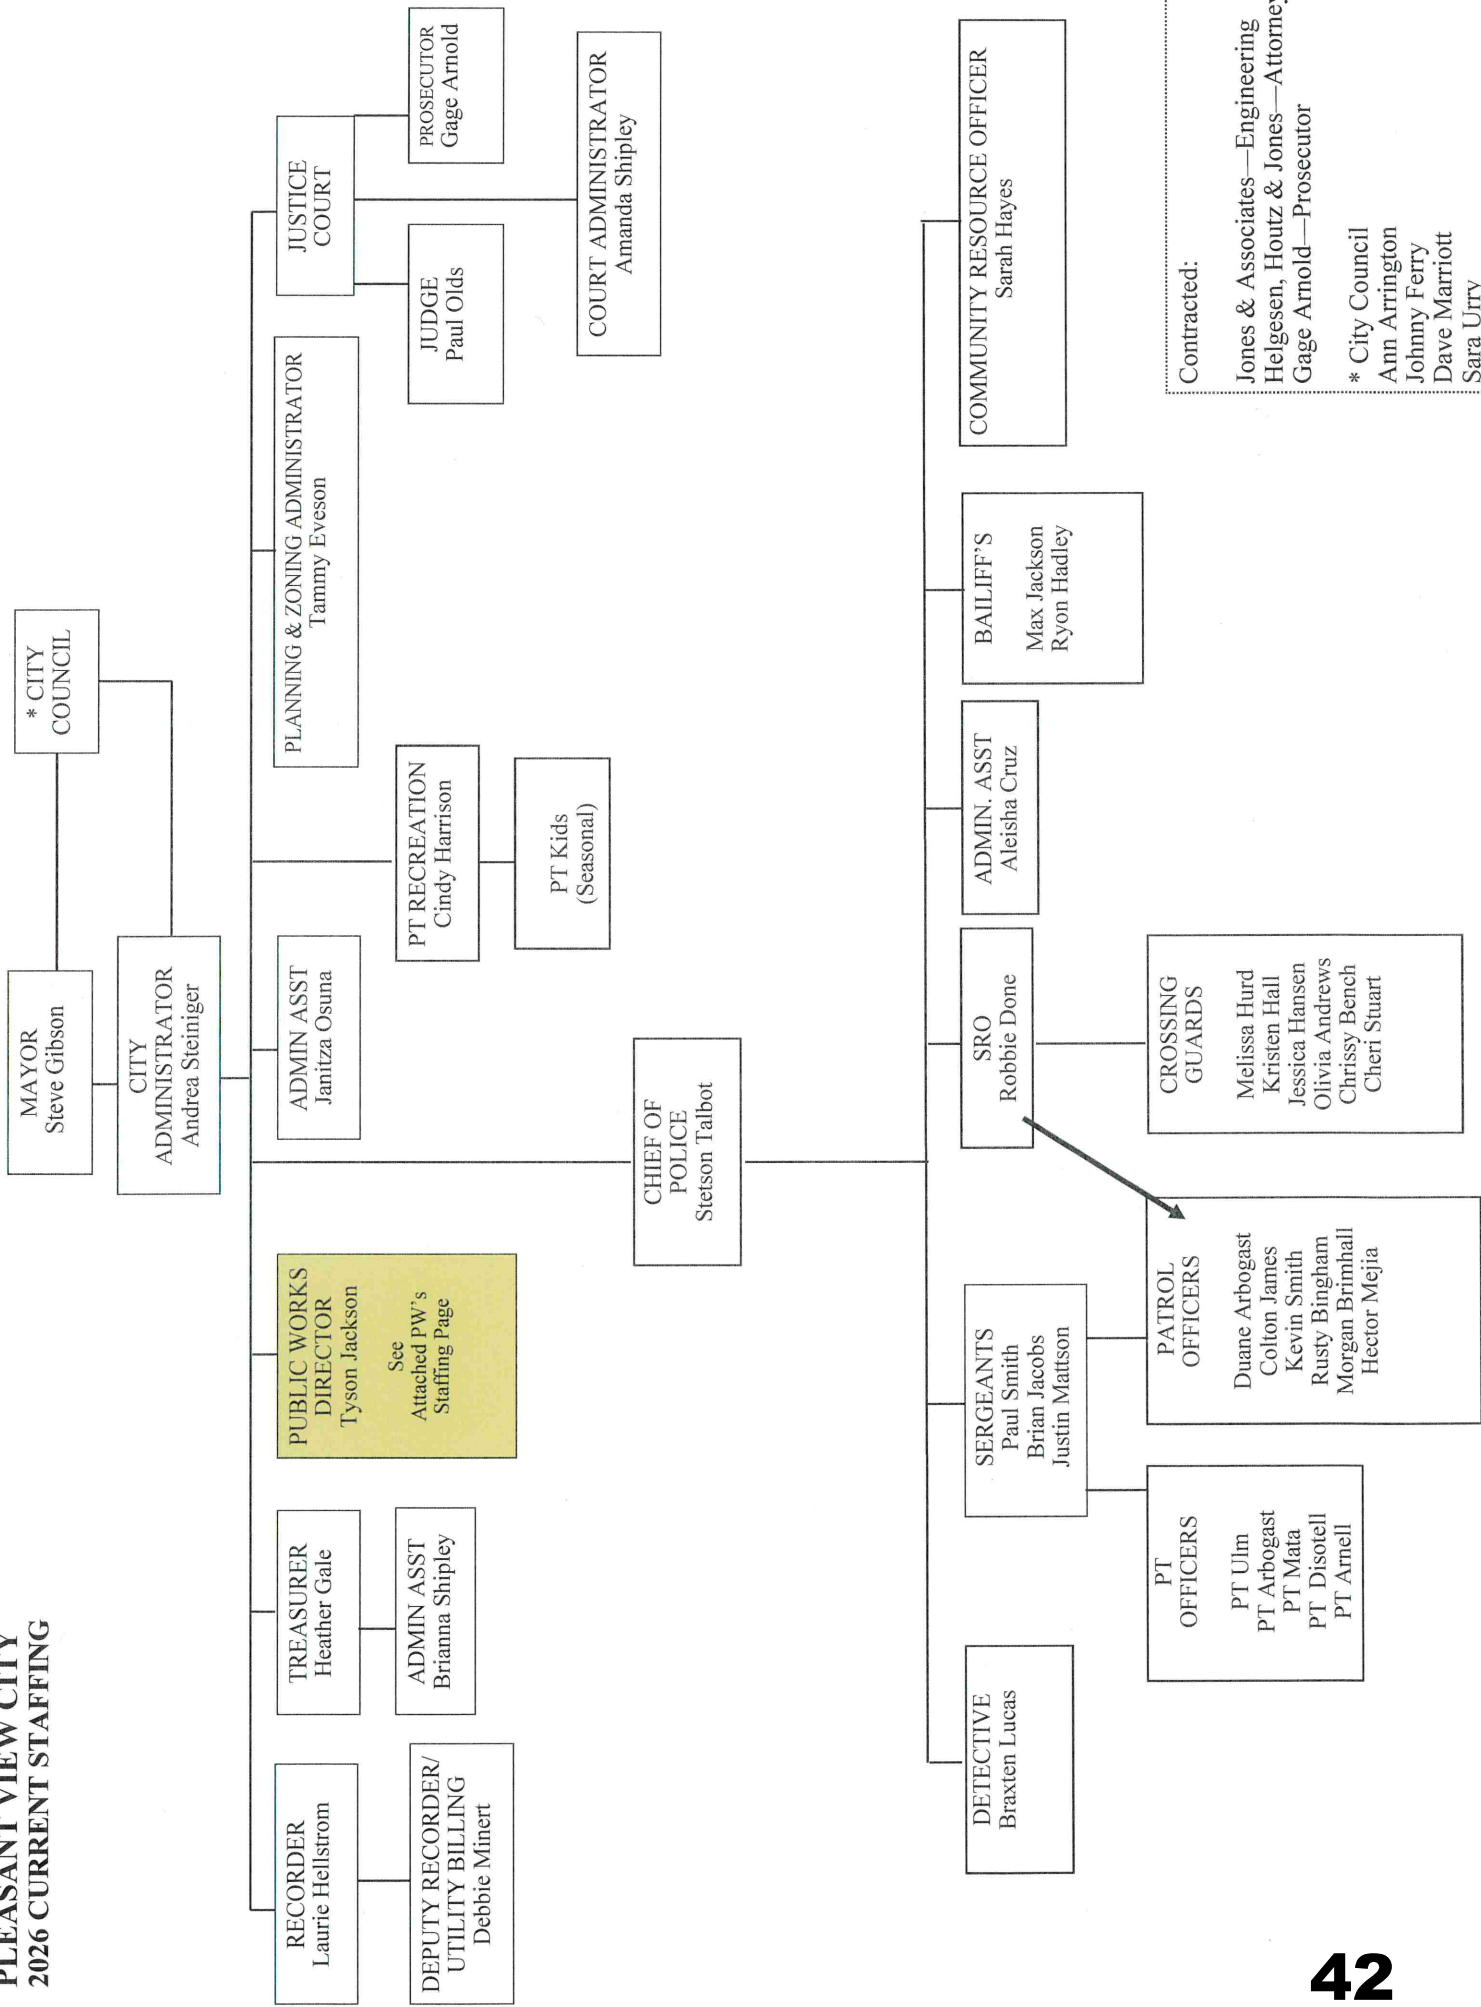 PLEASANT VIEW CITY
2026 CURRENT STAFFING
MAYOR
Steve Gibson
* CITY
COUNCIL
CITY
ADMINISTRATOR
Andrea Steiniger
RECORDER
Laurie Hellstrom
DEPUTY RECORDER/
UTILITY BILLING
Debbie Minert
TREASURER
Heather Gale
ADMIN ASST
Brianna Shipley
PUBLIC WORKS
DIRECTOR
Tyson Jackson
See
Attached PW's
Staffing Page
ADMIN ASST
Janitza Osuna
PT RECREATION
Cindy Harrison
PT Kids
(Seasonal)
PLANNING & ZONING ADMINISTRATOR
Tammy Eveson
JUSTICE
COURT
JUDGE
Paul Olds
PROSECUTOR
Gage Arnold
COURT ADMINISTRATOR
Amanda Shipley
CHIEF OF
POLICE
Stetson Talbot
DETECTIVE
Braxten Lucas
SERGEANTS
Paul Smith
Brian Jacobs
Justin Mattson
PT
OFFICERS
PT Ulm
PT Arbogast
PT Mata
PT Disotell
PT Arnell
PATROL
OFFICERS
Duane Arbogast
Colton James
Kevin Smith
Rusty Bingham
Morgan Brimhall
Hector Mejia
SRO
Robbie Done
CROSSING
GUARDS
Melissa Hurd
Kristen Hall
Jessica Hansen
Olivia Andrews
Chrissy Bench
Cheri Stuart
ADMIN. ASST
Aleisha Cruz
BAILIFF'S
Max Jackson
Ryon Hadley
COMMUNITY RESOURCE OFFICER
Sarah Hayes
Contracted:
Jones & Associates—Engineering
Helgesen, Houtz & Jones—Attorney
Gage Arnold—Prosecutor
* City Council
Ann Arrington
Johnny Ferry
Dave Marriott
Sara Urry
42